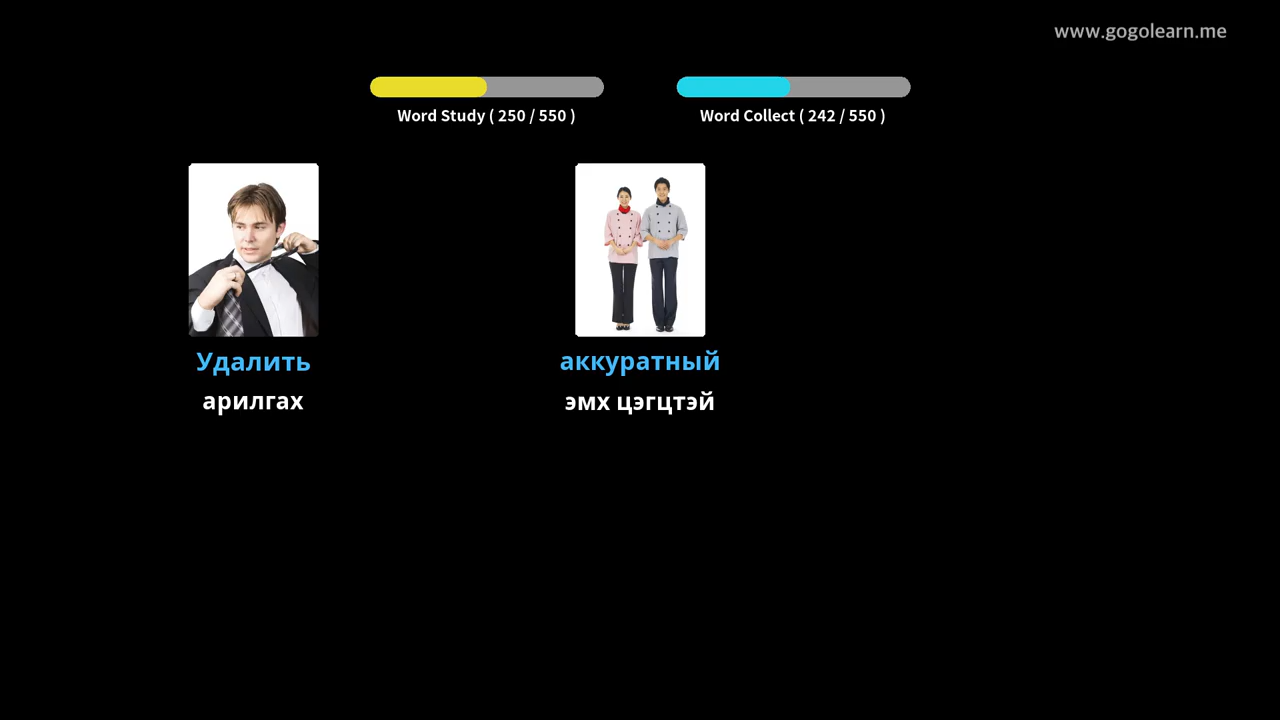 www.gogolearn.me
Word Study ( 250 / 550 )
Word Collect ( 242 / 550 )
Удалить
аккуратный
арилгах
эмх цэгцтэй